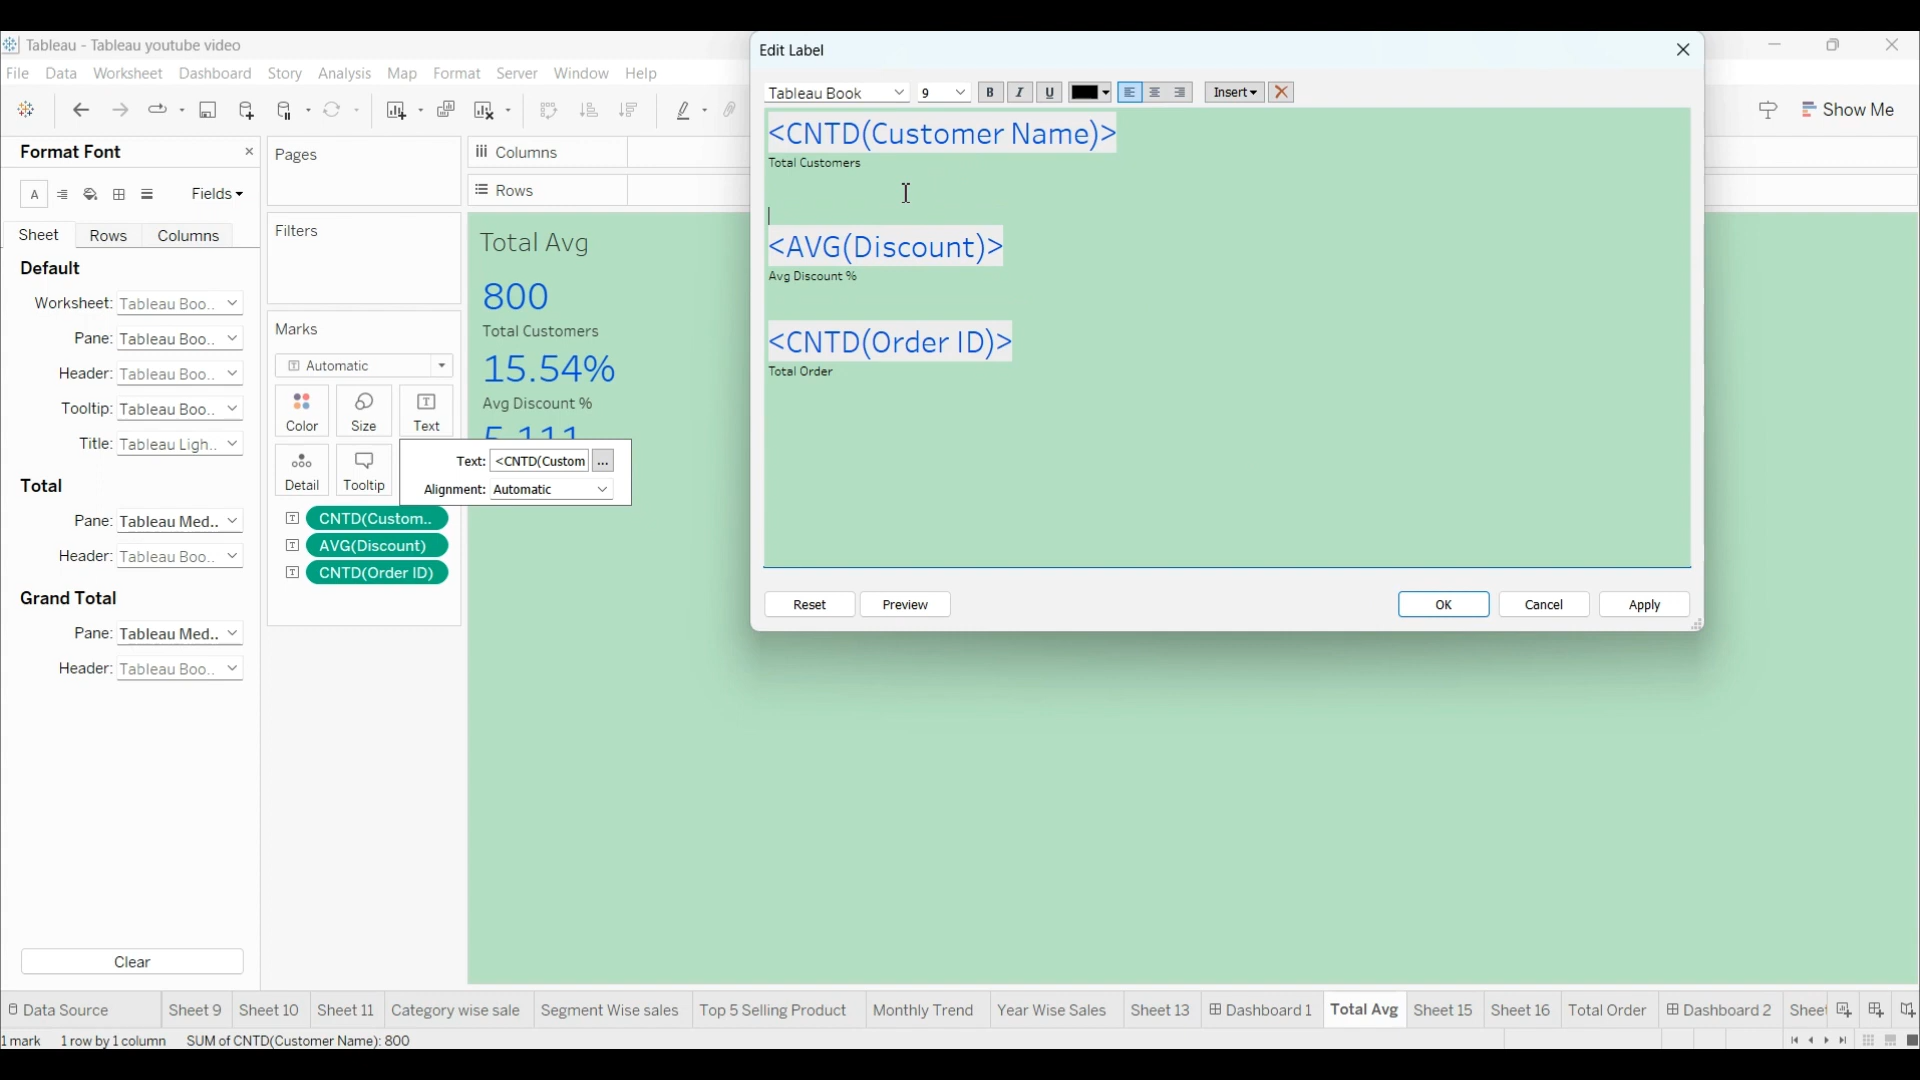 Tableau - Tableau youtube video
File Data Worksheet Dashboard Story Analysis Map Format Server Window Help
Show Me
Format Font
Fields
Sheet Rows Columns
Default
Worksheet: Tableau Boo..
Pane: Tableau Boo..
Header: Tableau Boo..
Tooltip: Tableau Boo..
Title: Tableau Ligh..
Total
Pane: Tableau Med..
Header: Tableau Boo..
Grand Total
Pane: Tableau Med..
Header: Tableau Boo..
Clear
Pages
Filters
Marks
Automatic
Color Size Text
Detail Tooltip
Text: <CNTD(Custom ...
Alignment: Automatic
CNTD(Custom..
AVG(Discount)
CNTD(Order ID)
Columns
Rows
Total Avg
800
Total Customers
15.54%
Avg Discount %
5,111
Edit Label
Tableau Book 9 B I U Insert
<CNTD(Customer Name)>
Total Customers
<AVG(Discount)>
Avg Discount %
<CNTD(Order ID)>
Total Order
Reset Preview OK Cancel Apply
Data Source Sheet 9 Sheet 10 Sheet 11 Category wise sale Segment Wise sales Top 5 Selling Product Monthly Trend Year Wise Sales Sheet 13 Dashboard 1 Total Avg Sheet 15 Sheet 16 Total Order Dashboard 2 Sheet
1 mark 1 row by 1 column SUM of CNTD(Customer Name): 800